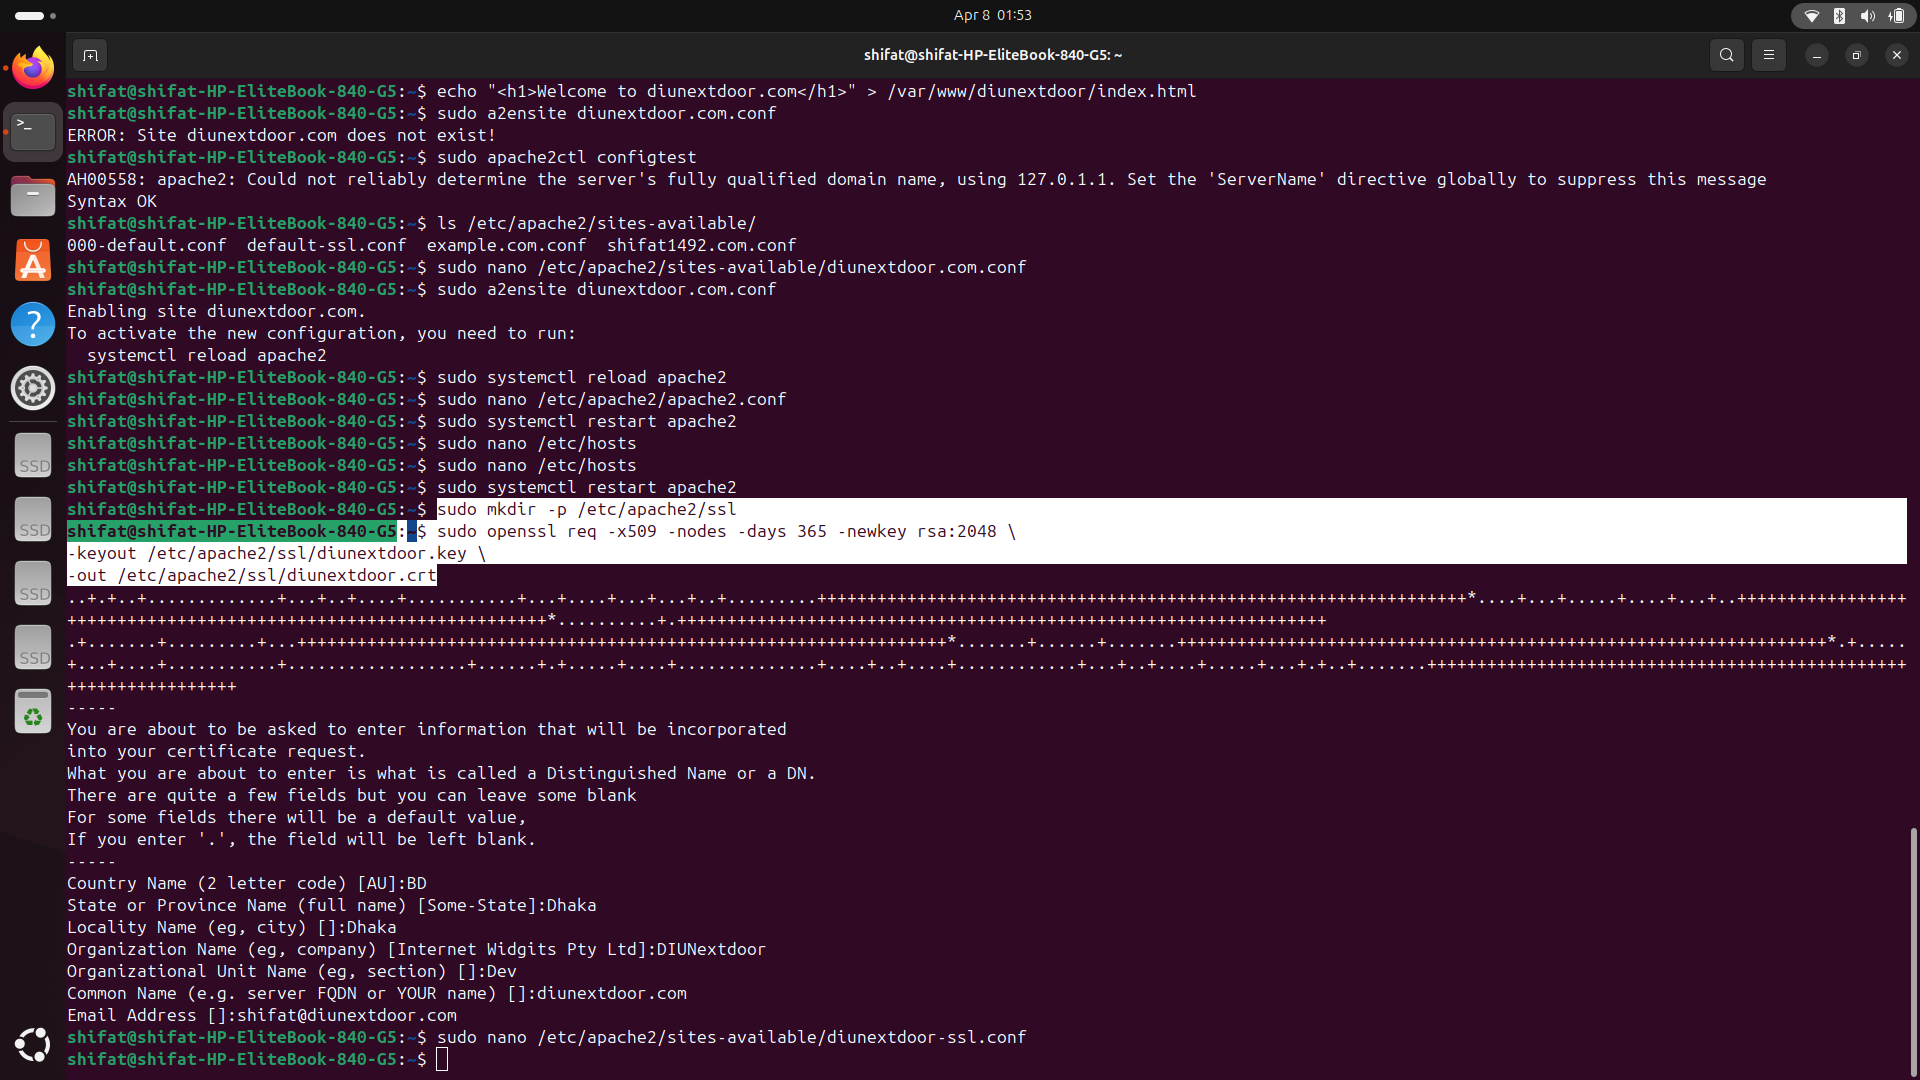 Apr 8 01:53
shifat@shifat-HP-EliteBook-840-G5: ~
shifat@shifat-HP-EliteBook-840-G5:~$ echo "<h1>Welcome to diunextdoor.com</h1>" > /var/www/diunextdoor/index.html
shifat@shifat-HP-EliteBook-840-G5:~$ sudo a2ensite diunextdoor.com.conf
ERROR: Site diunextdoor.com does not exist!
shifat@shifat-HP-EliteBook-840-G5:~$ sudo apache2ctl configtest
AH00558: apache2: Could not reliably determine the server's fully qualified domain name, using 127.0.1.1. Set the 'ServerName' directive globally to suppress this message
Syntax OK
shifat@shifat-HP-EliteBook-840-G5:~$ ls /etc/apache2/sites-available/
000-default.conf  default-ssl.conf  example.com.conf  shifat1492.com.conf
shifat@shifat-HP-EliteBook-840-G5:~$ sudo nano /etc/apache2/sites-available/diunextdoor.com.conf
shifat@shifat-HP-EliteBook-840-G5:~$ sudo a2ensite diunextdoor.com.conf
Enabling site diunextdoor.com.
To activate the new configuration, you need to run:
  systemctl reload apache2
shifat@shifat-HP-EliteBook-840-G5:~$ sudo systemctl reload apache2
shifat@shifat-HP-EliteBook-840-G5:~$ sudo nano /etc/apache2/apache2.conf
shifat@shifat-HP-EliteBook-840-G5:~$ sudo systemctl restart apache2
shifat@shifat-HP-EliteBook-840-G5:~$ sudo nano /etc/hosts
shifat@shifat-HP-EliteBook-840-G5:~$ sudo nano /etc/hosts
shifat@shifat-HP-EliteBook-840-G5:~$ sudo systemctl restart apache2
shifat@shifat-HP-EliteBook-840-G5:~$ sudo mkdir -p /etc/apache2/ssl
shifat@shifat-HP-EliteBook-840-G5:~$ sudo openssl req -x509 -nodes -days 365 -newkey rsa:2048 \
-keyout /etc/apache2/ssl/diunextdoor.key \
-out /etc/apache2/ssl/diunextdoor.crt
-----
You are about to be asked to enter information that will be incorporated
into your certificate request.
What you are about to enter is what is called a Distinguished Name or a DN.
There are quite a few fields but you can leave some blank
For some fields there will be a default value,
If you enter '.', the field will be left blank.
-----
Country Name (2 letter code) [AU]:BD
State or Province Name (full name) [Some-State]:Dhaka
Locality Name (eg, city) []:Dhaka
Organization Name (eg, company) [Internet Widgits Pty Ltd]:DIUNextdoor
Organizational Unit Name (eg, section) []:Dev
Common Name (e.g. server FQDN or YOUR name) []:diunextdoor.com
Email Address []:shifat@diunextdoor.com
shifat@shifat-HP-EliteBook-840-G5:~$ sudo nano /etc/apache2/sites-available/diunextdoor-ssl.conf
shifat@shifat-HP-EliteBook-840-G5:~$
SSD
SSD
SSD
SSD